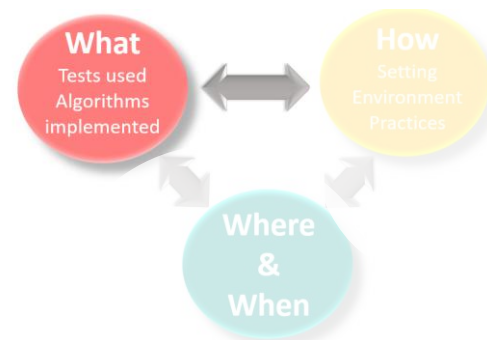 What
Tests used
Algorithms
implemented
How
Setting
Environment
Practices
Where
&
When